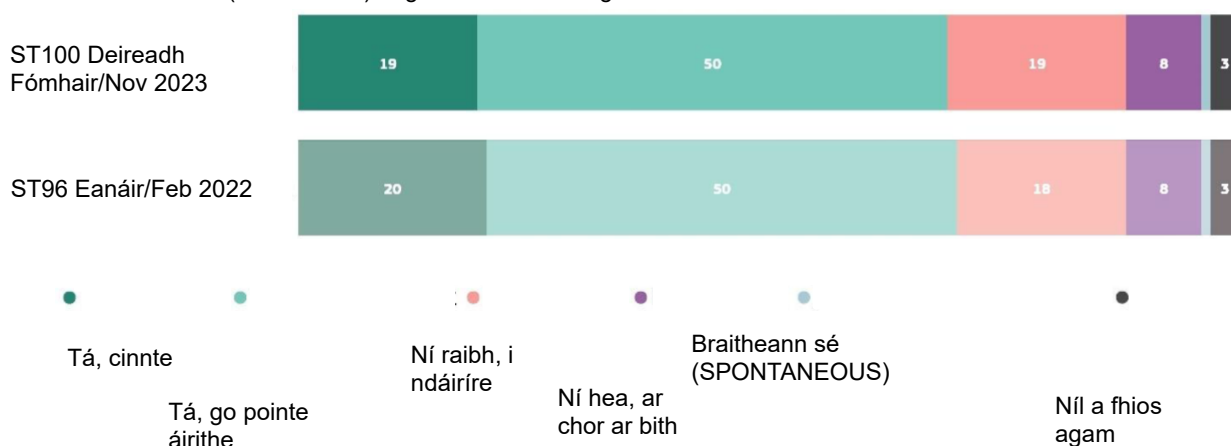 ST100 Deireadh
Fómhair/Nov 2023
19 50 19 8 3
ST96 Eanáir/Feb 2022
20 50 18 8 3
Tá, cinnte
Tá, go pointe
áirithe
Ní raibh, i
ndáiríre
Ní hea, ar
chor ar bith
Braitheann sé
(SPONTANEOUS)
Níl a fhios
agam